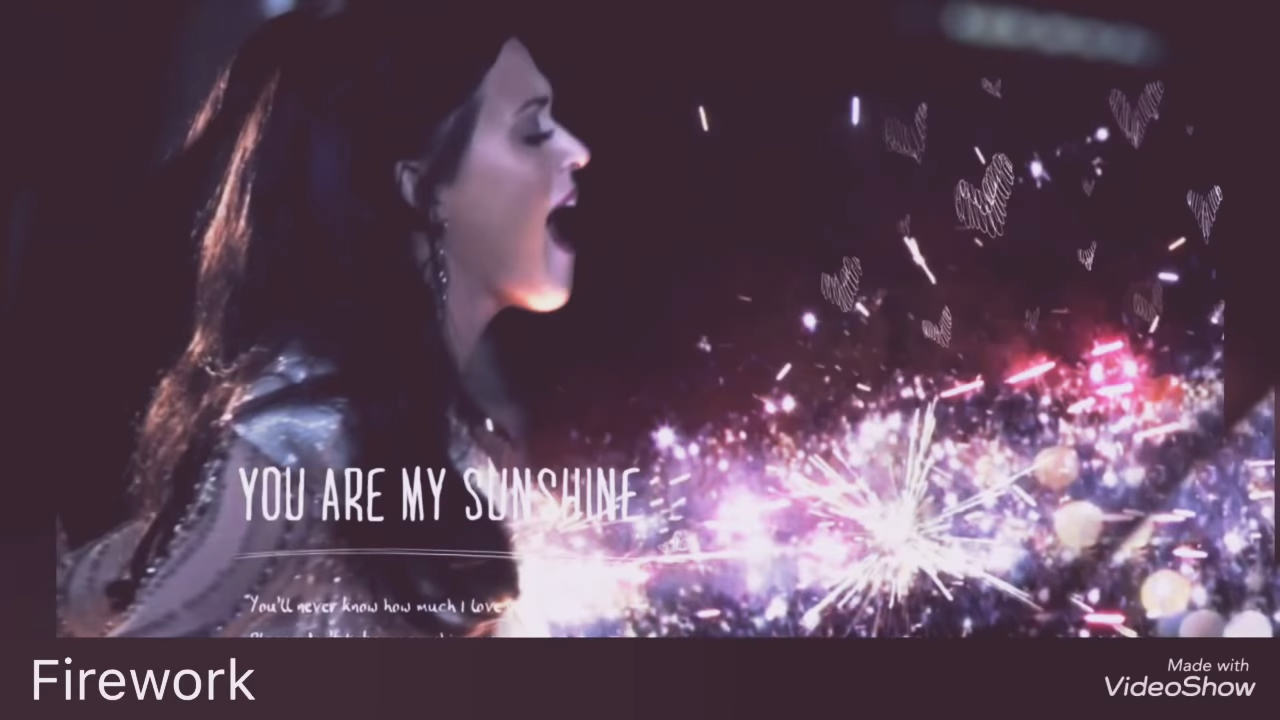 YOU ARE MY SUNSHINE
"You'll never know how much I love
Firework
Made with
VideoShow